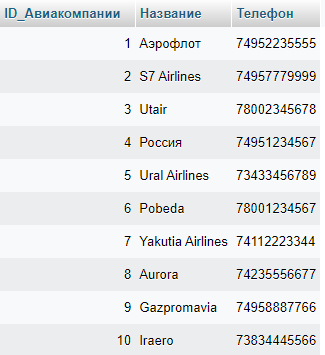 ID_Авиакомпании Название Телефон
1 Аэрофлот 74952235555
2 S7 Airlines 74957779999
3 Utair 78002345678
4 Россия 74951234567
5 Ural Airlines 73433456789
6 Pobeda 78001234567
7 Yakutia Airlines 74112223344
8 Aurora 74235556677
9 Gazpromavia 74958887766
10 Iraero 73834445566